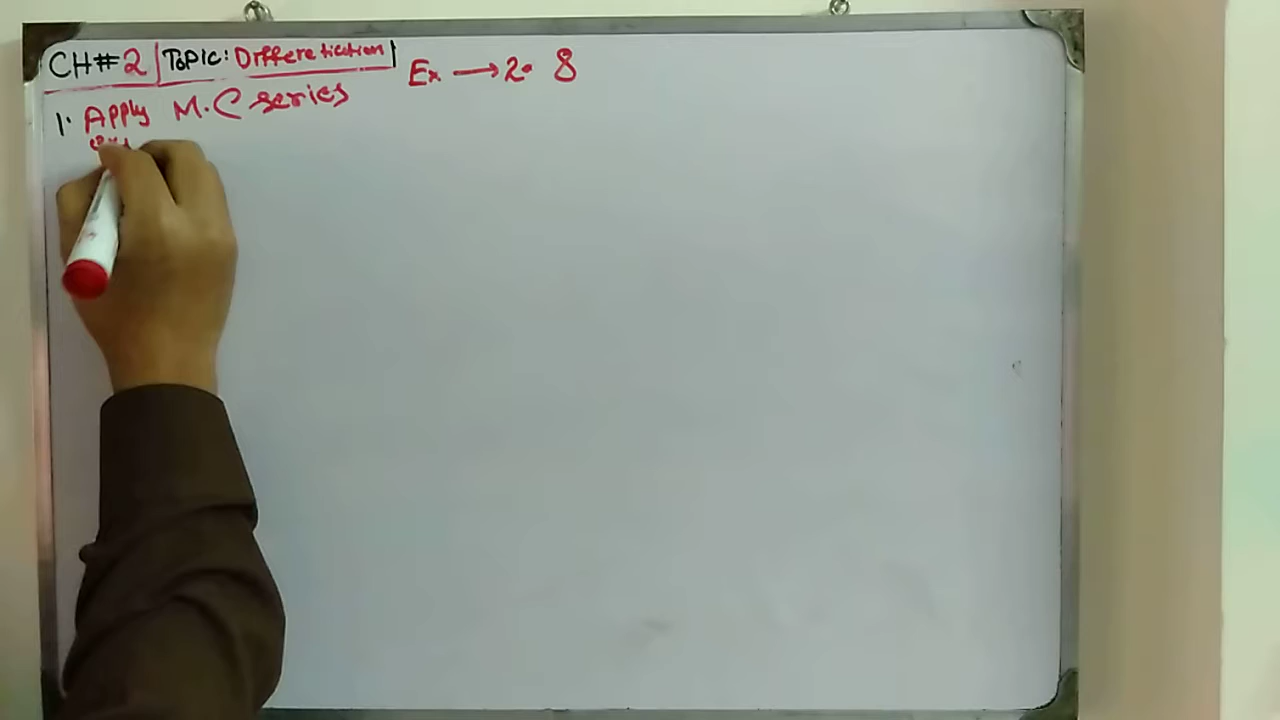 CH#2 | Topic: Differentiation | Ex → 2.8
1. Apply M.C series